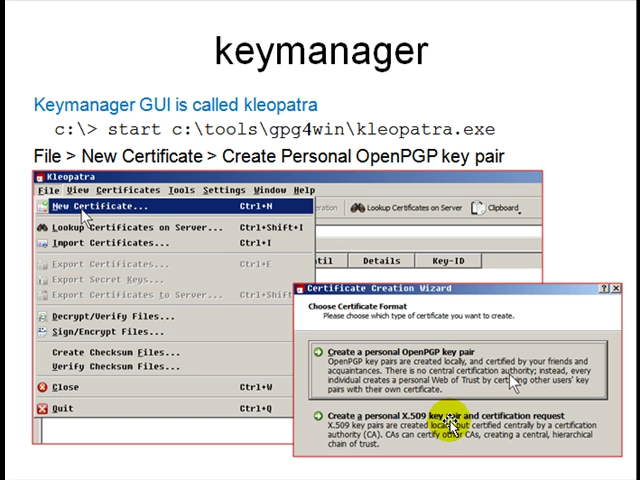 keymanager
Keymanager GUI is called kleopatra
c:\> start c:\tools\gpg4win\kleopatra.exe
File > New Certificate > Create Personal OpenPGP key pair
Kleopatra
File View Certificates Tools Settings Window Help
New Certificate... Ctrl+N
Lookup Certificates on Server Clipboard
Lookup Certificates on Server... Ctrl+Shift+I
Import Certificates... Ctrl+I
Details Key-ID
Export Certificates... Ctrl+E
Export Secret Keys...
Export Certificates to Server... Ctrl+Shift
Decrypt/Verify Files...
Sign/Encrypt Files...
Create Checksum Files...
Verify Checksum Files...
Close Ctrl+W
Quit Ctrl+Q
Certificate Creation Wizard
Choose Certificate Format
Please choose which type of certificate you want to create.
Create a personal OpenPGP key pair
OpenPGP key pairs are created locally, and certified by your friends and
acquaintances. There is no central certification authority; instead, every
individual creates a personal Web of Trust by certifying other users' key
pairs with their own certificate.
Create a personal X.509 key pair and certification request
X.509 key pairs are created locally but certified centrally by a certification
authority (CA). CAs can certify other CAs, creating a central, hierarchical
chain of trust.